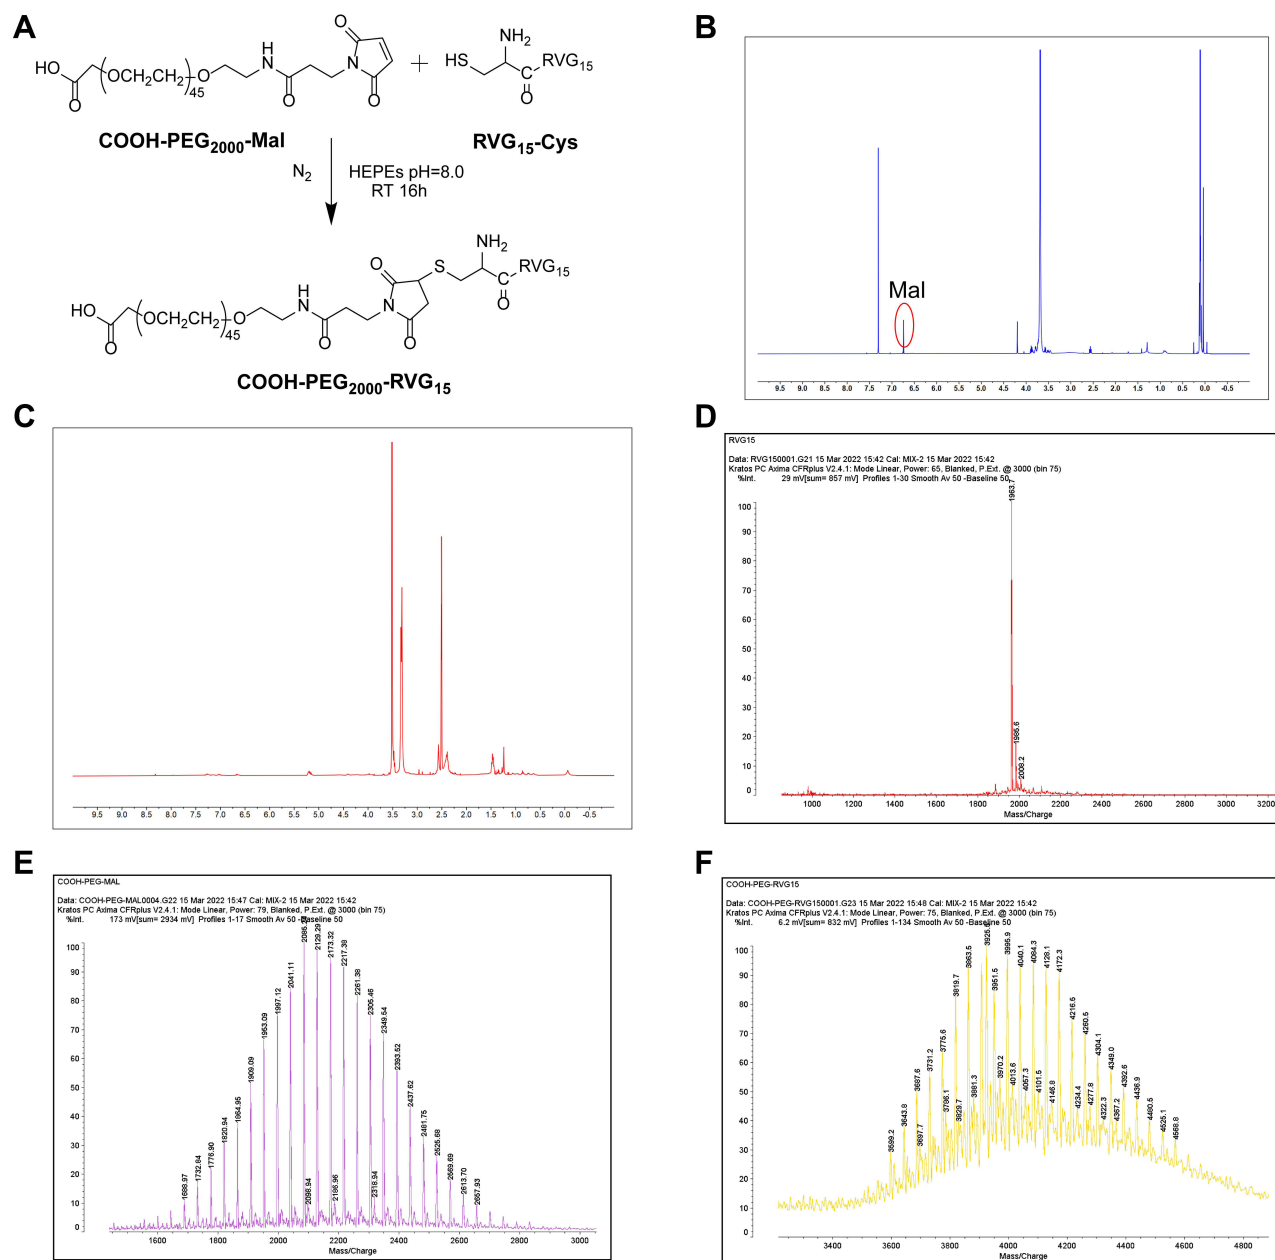 A
O
HO
O
(OCH₂CH₂)₄₅
O
H
N
O
N
O
O
+
NH₂
HS
RVG₁₅
C
O
COOH-PEG₂₀₀₀-Mal
RVG₁₅-Cys
N₂
HEPEs pH=8.0
RT 16h
NH₂
O
S
RVG₁₅
C
O
HO
O
(OCH₂CH₂)₄₅
O
H
N
O
N
O
COOH-PEG₂₀₀₀-RVG₁₅
B
Mal
9.5 9.0 8.5 8.0 7.5 7.0 6.5 6.0 5.5 5.0 4.5 4.0 3.5 3.0 2.5 2.0 1.5 1.0 0.5 0.0 -0.5
C
9.5 9.0 8.5 8.0 7.5 7.0 6.5 6.0 5.5 5.0 4.5 4.0 3.5 3.0 2.5 2.0 1.5 1.0 0.5 0.0 -0.5
D
RVG15
Data: RVG150001.G21 15 Mar 2022 15:42 Cal: MIX-2 15 Mar 2022 15:42
Kratos PC Axima CFRplus V2.4.1: Mode Linear, Power: 65, Blanked, P.Ext. @ 3000 (bin 75)
%Int. 29 mV[sum= 857 mV] Profiles 1-30 Smooth Av 50 -Baseline 50
1963.7
1985.6
2008.2
100
90
80
70
60
50
40
30
20
10
0
1000 1200 1400 1600 1800 2000 2200 2400 2600 2800 3000 3200
Mass/Charge
E
COOH-PEG-MAL
Data: COOH-PEG-MAL0004.G22 15 Mar 2022 15:47 Cal: MIX-2 15 Mar 2022 15:42
Kratos PC Axima CFRplus V2.4.1: Mode Linear, Power: 79, Blanked, P.Ext. @ 3000 (bin 75)
%Int. 173 mV[sum= 2934 mV] Profiles 1-17 Smooth Av 50 -Baseline 50
100
90
80
70
60
50
40
30
20
10
0
1688.97
1732.84
1776.90
1820.94
1864.95
1909.09
1953.09
1997.12
2041.11
2098.94
2129.29
2173.32
2186.96
2217.39
2261.38
2305.46
2318.94
2349.54
2393.52
2437.62
2481.75
2525.68
2569.69
2613.70
2657.93
1600 1800 2000 2200 2400 2600 2800 3000
Mass/Charge
F
COOH-PEG-RVG15
Data: COOH-PEG-RVG150001.G23 15 Mar 2022 15:48 Cal: MIX-2 15 Mar 2022 15:42
Kratos PC Axima CFRplus V2.4.1: Mode Linear, Power: 75, Blanked, P.Ext. @ 3000 (bin 75)
%Int. 6.2 mV[sum= 832 mV] Profiles 1-134 Smooth Av 50 -Baseline 50
100
90
80
70
60
50
40
30
20
10
0
3599.2
3643.8
3687.6
3697.7
3731.2
3775.6
3786.1
3819.7
3829.7
3863.5
3881.3
3951.5
3970.2
3995.9
4013.6
4040.1
4057.3
4084.3
4101.5
4128.1
4146.8
4172.3
4216.5
4234.4
4260.5
4277.8
4304.1
4322.3
4349.0
4367.2
4392.6
4436.9
4480.5
4525.1
4568.8
3400 3600 3800 4000 4200 4400 4600 4800
Mass/Charge